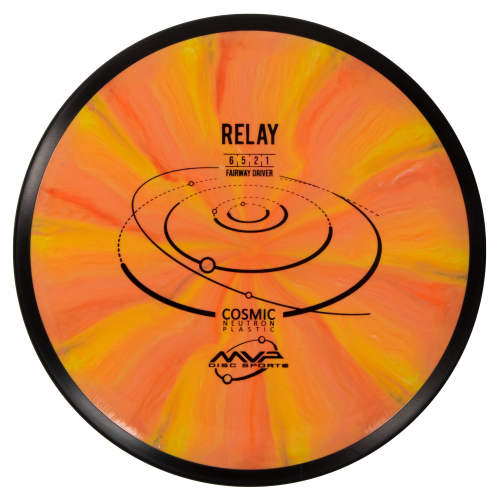 RELAY
6 5 2 1
FAIRWAY DRIVER
COSMIC
NEUTRON
PLASTIC
MVP
DISC SPORTS